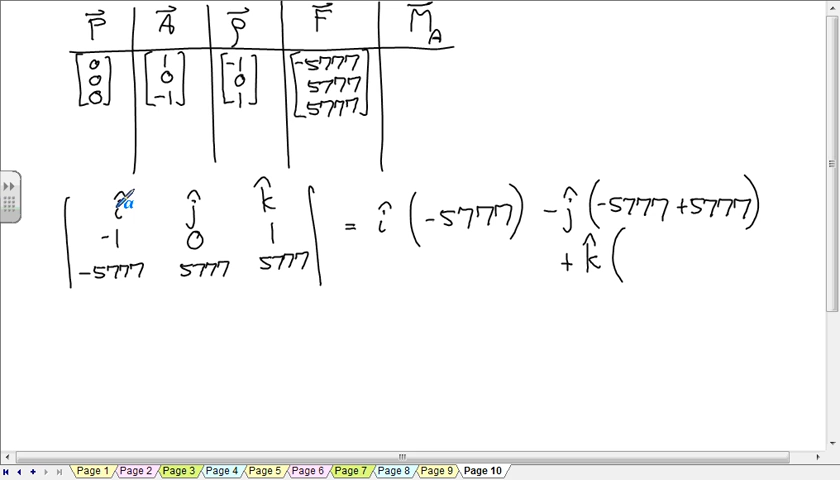 P⃗ A⃗ ρ⃗ F⃗ M⃗_A
0 1 -1 -5777
0 0 0 5777
0 -1 1 5777
î ĵ k̂ = î (-5777) -ĵ (-5777 +5777)
-1 0 1 + k̂ (
-5777 5777 5777
Page 1 Page 2 Page 3 Page 4 Page 5 Page 6 Page 7 Page 8 Page 9 Page 10